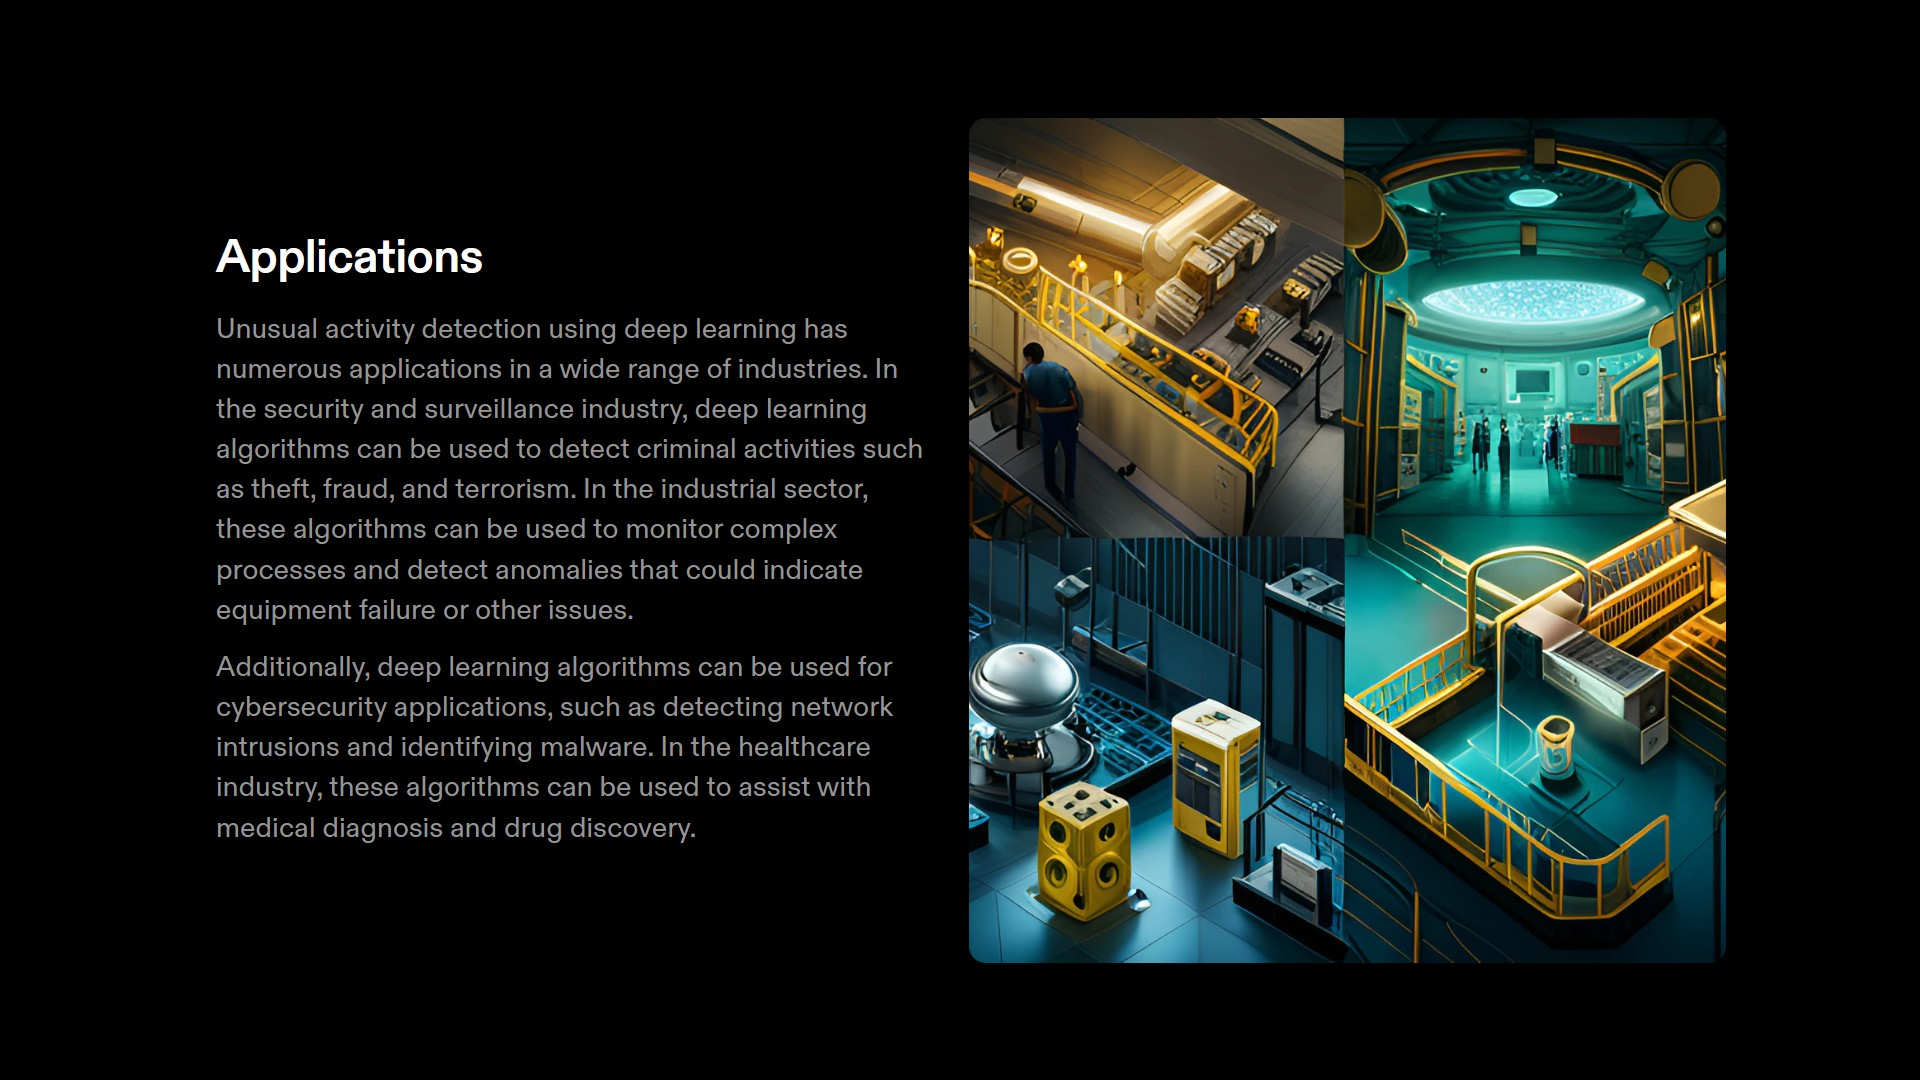 Applications
Unusual activity detection using deep learning has
numerous applications in a wide range of industries. In
the security and surveillance industry, deep learning
algorithms can be used to detect criminal activities such
as theft, fraud, and terrorism. In the industrial sector,
these algorithms can be used to monitor complex
processes and detect anomalies that could indicate
equipment failure or other issues.
Additionally, deep learning algorithms can be used for
cybersecurity applications, such as detecting network
intrusions and identifying malware. In the healthcare
industry, these algorithms can be used to assist with
medical diagnosis and drug discovery.